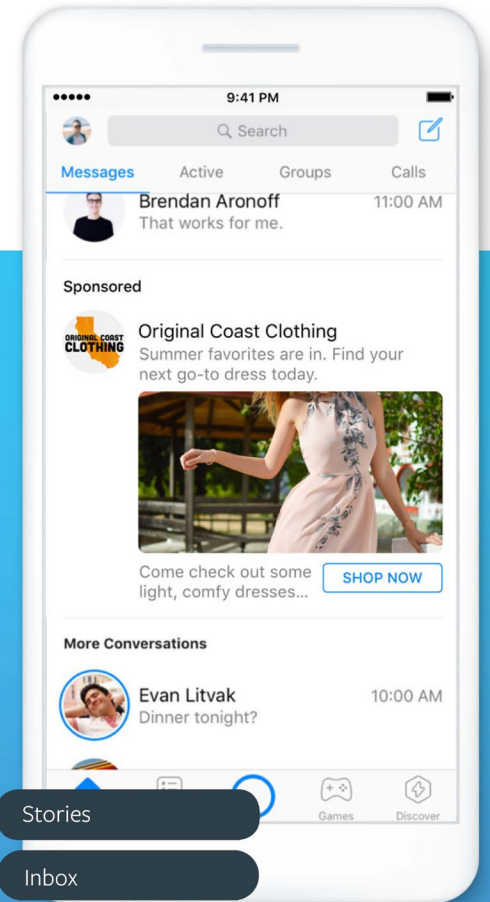 9:41 PM
Search
Messages Active Groups Calls
Brendan Aronoff 11:00 AM
That works for me.
Sponsored
ORIGINAL COAST
CLOTHING
Original Coast Clothing
Summer favorites are in. Find your
next go-to dress today.
Come check out some
light, comfy dresses...
SHOP NOW
More Conversations
Evan Litvak 10:00 AM
Dinner tonight?
Games Discover
Stories
Inbox